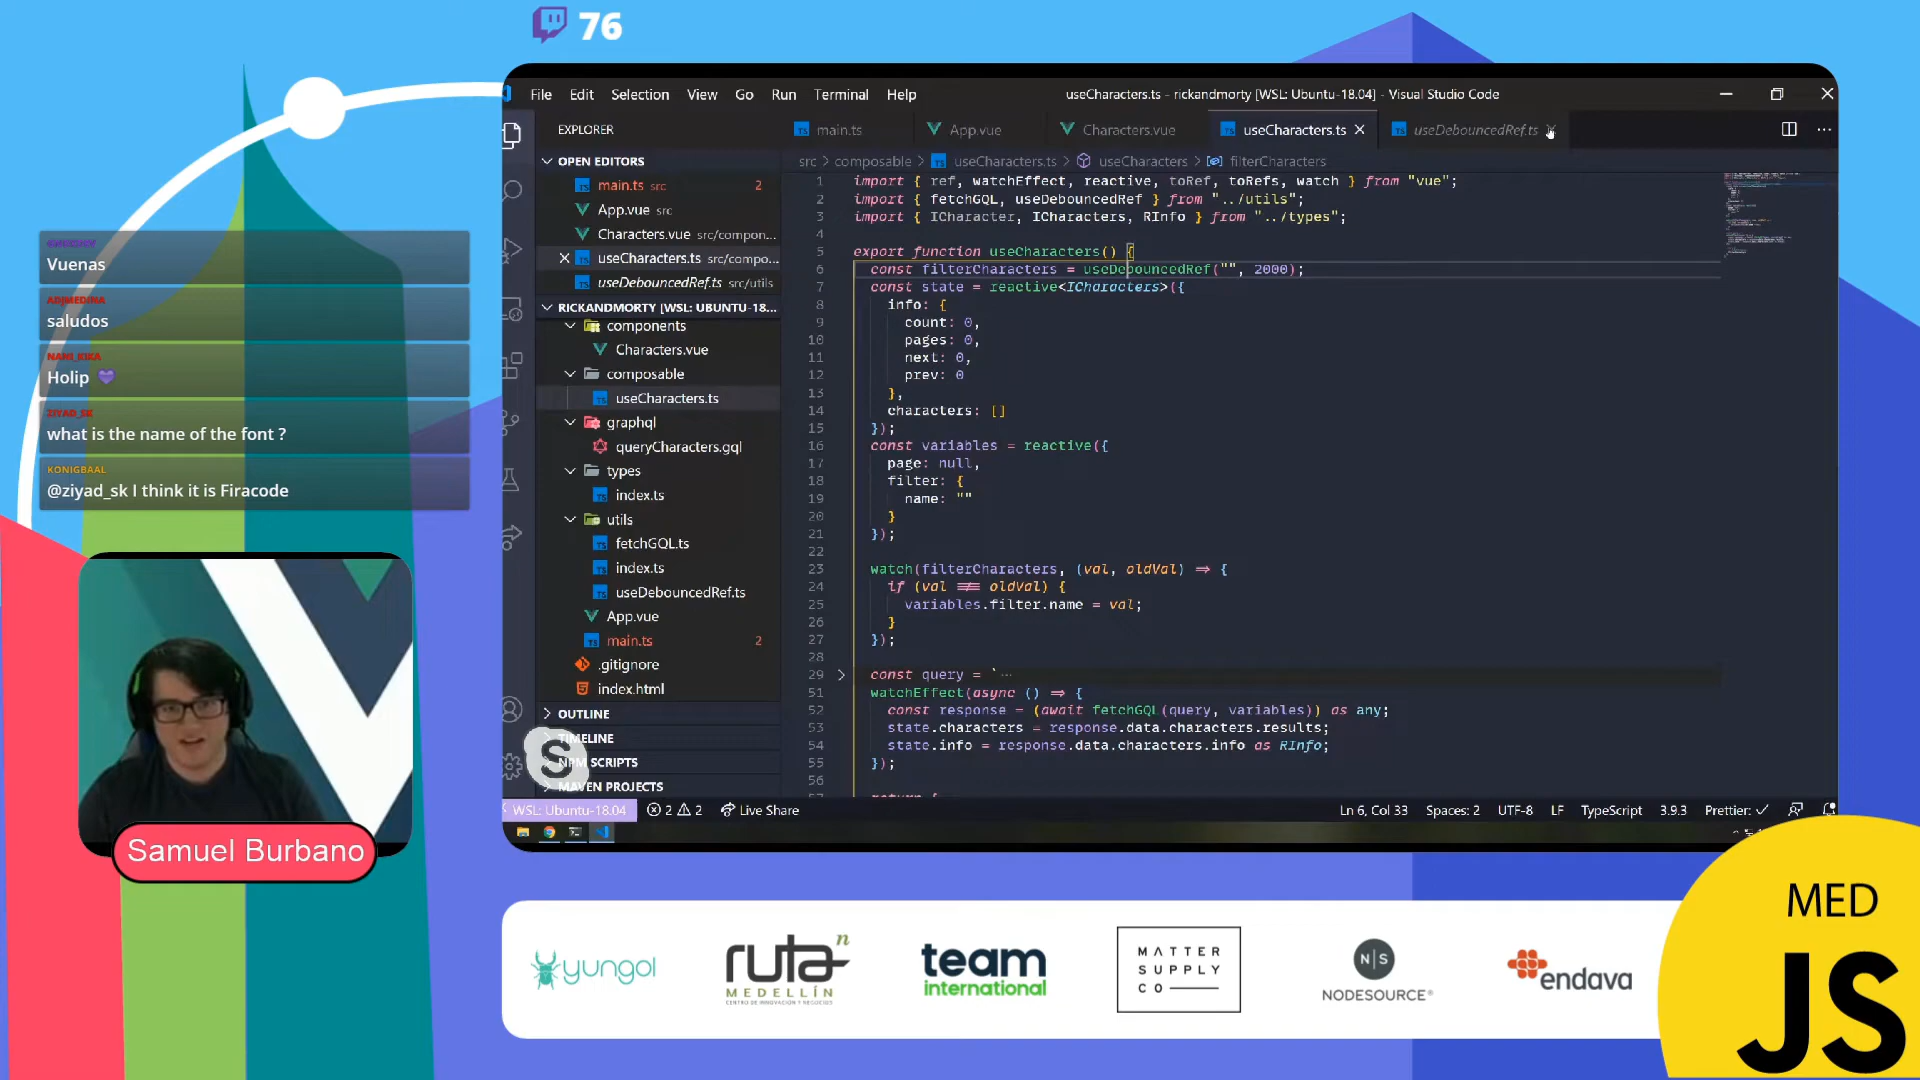 76
File Edit Selection View Go Run Terminal Help
useCharacters.ts - rickandmorty [WSL: Ubuntu-18.04] - Visual Studio Code
EXPLORER
main.ts
App.vue
Characters.vue
useCharacters.ts
useDebouncedRef.ts
OPEN EDITORS
main.ts src 2
App.vue src
Characters.vue src/compon...
useCharacters.ts src/compo...
useDebouncedRef.ts src/utils
RICKANDMORTY [WSL: UBUNTU-18...
components
Characters.vue
composable
useCharacters.ts
graphql
queryCharacters.gql
types
index.ts
utils
fetchGQL.ts
index.ts
useDebouncedRef.ts
App.vue
main.ts 2
.gitignore
index.html
OUTLINE
TIMELINE
NPM SCRIPTS
MAVEN PROJECTS
src > composable > useCharacters.ts > useCharacters > filterCharacters
1 import { ref, watchEffect, reactive, toRef, toRefs, watch } from "vue";
2 import { fetchGQL, useDebouncedRef } from "../utils";
3 import { ICharacter, ICharacters, RInfo } from "../types";
4
5 export function useCharacters() {
6 const filterCharacters = useDebouncedRef("", 2000);
7 const state = reactive<ICharacters>({
8 info: {
9 count: 0,
10 pages: 0,
11 next: 0,
12 prev: 0
13 },
14 characters: []
15 });
16 const variables = reactive({
17 page: null,
18 filter: {
19 name: ""
20 }
21 });
22
23 watch(filterCharacters, (val, oldVal) => {
24 if (val !== oldVal) {
25 variables.filter.name = val;
26 }
27 });
28
29 const query = `...
51 watchEffect(async () => {
52 const response = (await fetchGQL(query, variables)) as any;
53 state.characters = response.data.characters.results;
54 state.info = response.data.characters.info as RInfo;
55 });
56
57 return {
WSL: Ubuntu-18.04 2 2 Live Share
Ln 6, Col 33 Spaces: 2 UTF-8 LF TypeScript 3.9.3 Prettier: ✓
Vuenas
ADJMEDINA
saludos
NANI_KIKA
Holip 💜
ZIYAD_SK
what is the name of the font ?
KONIGBAAL
@ziyad_sk I think it is Firacode
Samuel Burbano
yungol
ruta n
MEDELLÍN
CENTRO DE INNOVACIÓN Y NEGOCIOS
team
international
MATTER
SUPPLY
CO
N|S
NODESOURCE
endava
MED
JS